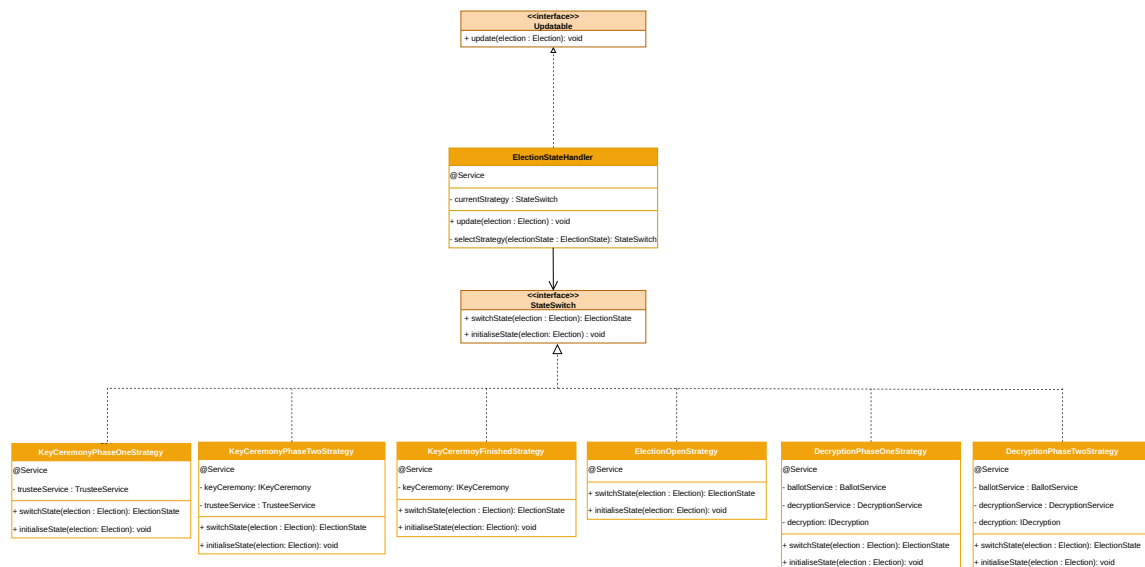 <<interface>>
Updatable
+ update(election : Election): void
ElectionStateHandler
@Service
- currentStrategy : StateSwitch
+ update(election : Election) : void
- selectStrategy(electionState : ElectionState): StateSwitch
<<interface>>
StateSwitch
+ switchState(election : Election): ElectionState
+ initialiseState(election: Election) : void
KeyCeremonyPhaseOneStrategy
@Service
- trusteeService : TrusteeService
+ switchState(election : Election): ElectionState
+ initialiseState(election: Election): void
KeyCeremonyPhaseTwoStrategy
@Service
- keyCeremony: IKeyCeremony
- trusteeService : TrusteeService
+ switchState(election : Election): ElectionState
+ initialiseState(election: Election): void
KeyCermoyFinishedStrategy
@Service
- keyCeremony: IKeyCeremony
+ switchState(election : Election): ElectionState
+ initialiseState(election: Election): void
ElectionOpenStrategy
@Service
+ switchState(election : Election): ElectionState
+ initialiseState(election: Election): void
DecryptionPhaseOneStrategy
@Service
- ballotService : BallotService
- decryptionService : DecryptionService
- decryption: IDecryption
+ switchState(election : Election): ElectionState
+ initialiseState(election : Election): void
DecryptionPhaseTwoStrategy
@Service
- ballotService : BallotService
- decryptionService : DecryptionService
- decryption: IDecryption
+ switchState(election : Election): ElectionState
+ initialiseState(election : Election): void